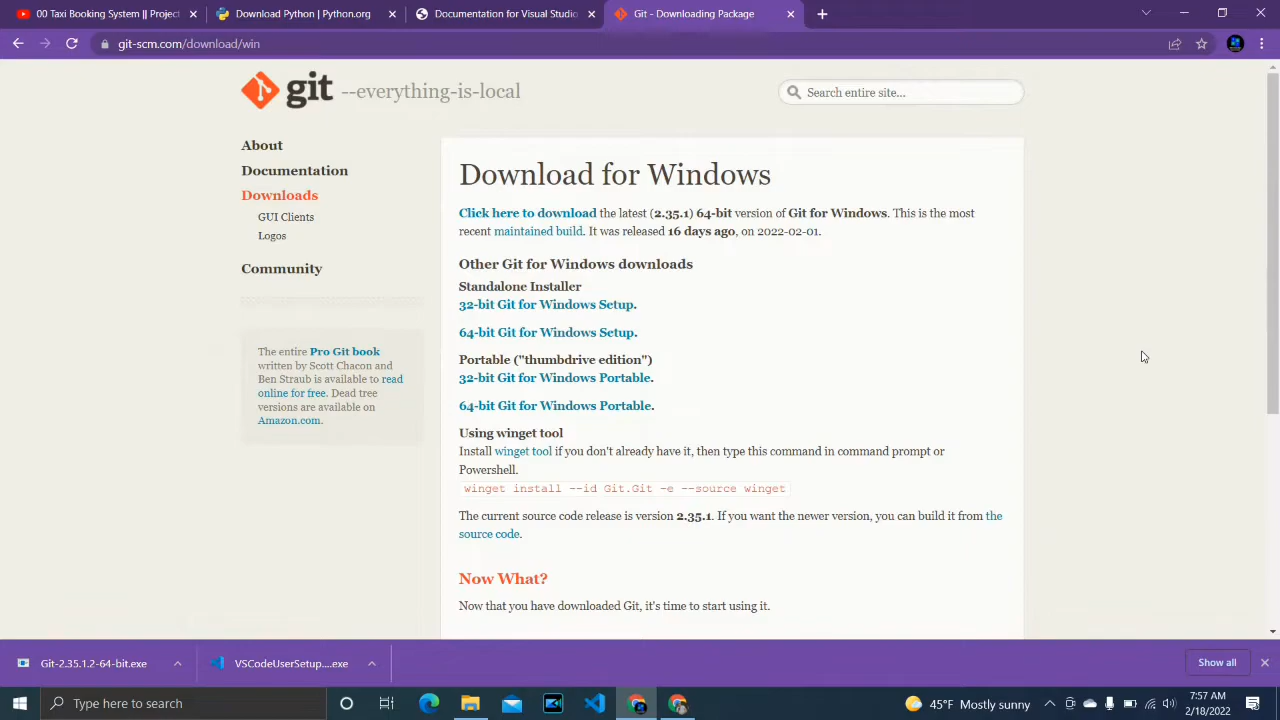 00 Taxi Booking System || Project
Download Python | Python.org
Documentation for Visual Studio
Git - Downloading Package
git-scm.com/download/win
git --everything-is-local
Search entire site...
About
Documentation
Downloads
GUI Clients
Logos
Community
The entire Pro Git book
written by Scott Chacon and
Ben Straub is available to read
online for free. Dead tree
versions are available on
Amazon.com.
Download for Windows
Click here to download the latest (2.35.1) 64-bit version of Git for Windows. This is the most
recent maintained build. It was released 16 days ago, on 2022-02-01.
Other Git for Windows downloads
Standalone Installer
32-bit Git for Windows Setup.
64-bit Git for Windows Setup.
Portable ("thumbdrive edition")
32-bit Git for Windows Portable.
64-bit Git for Windows Portable.
Using winget tool
Install winget tool if you don't already have it, then type this command in command prompt or
Powershell.
winget install --id Git.Git -e --source winget
The current source code release is version 2.35.1. If you want the newer version, you can build it from the
source code.
Now What?
Now that you have downloaded Git, it's time to start using it.
Git-2.35.1.2-64-bit.exe
VSCodeUserSetup....exe
Show all
Type here to search
45°F Mostly sunny
7:57 AM
2/18/2022